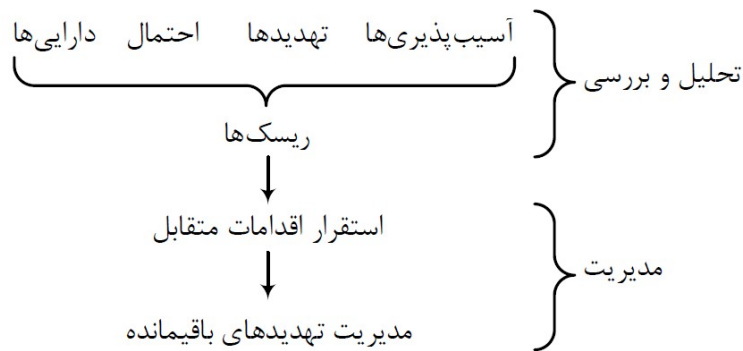 آسیب‌پذیری‌ها تهدیدها احتمال دارایی‌ها
تحلیل و بررسی
ریسک‌ها
استقرار اقدامات متقابل
مدیریت
مدیریت تهدیدهای باقیمانده